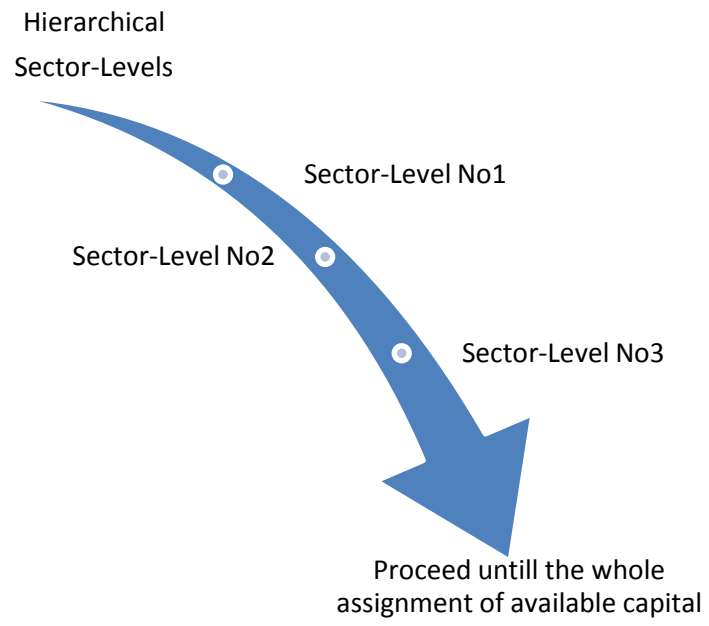 Hierarchical
Sector-Levels
Sector-Level No1
Sector-Level No2
Sector-Level No3
Proceed untill the whole
assignment of available capital